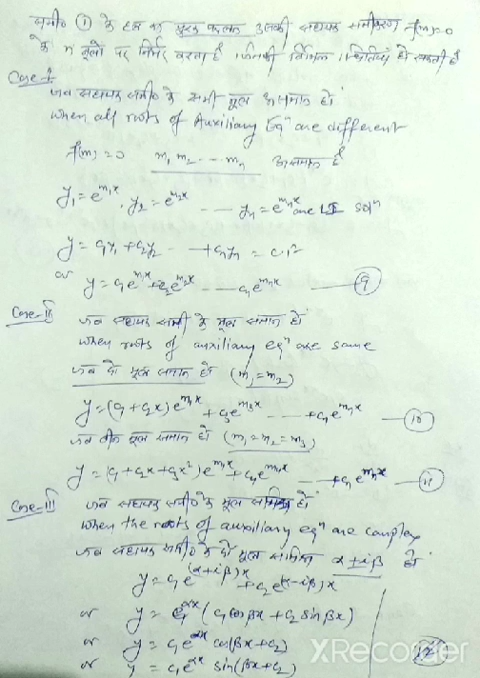 समी० ① के हल का पूरक फलन उसकी सहायक समीकरण f(m)=0
के n मूलों पर निर्भर करता है जिनकी विभिन्न स्थितियां हो सकती हैं
Case-I
जब सहायक समी० के सभी मूल असमान हों
when all roots of Auxiliary Eqⁿ are different
f(m)=0 m₁ m₂ --- mₙ असमान हैं
y₁=e^{m₁x}, y₂=e^{m₂x} --- yₙ=e^{mₙx} are LI solⁿ
y=c₁y₁+c₂y₂ --- +cₙyₙ =
or y=c₁e^{m₁x}+c₂e^{m₂x} --- cₙe^{mₙx} —⑨
Case-II जब सहायक समी० के मूल समान हों
when roots of auxiliary eqⁿ are same
जब दो मूल समान हों (m₁=m₂)
y=(c₁+c₂x)e^{m₁x}+c₃e^{m₃x} ---- +cₙe^{mₙx} —⑩
जब तीन मूल समान हों (m₁=m₂=m₃)
y=(c₁+c₂x+c₃x²)e^{m₁x}+c₄e^{m₄x} --- +cₙe^{mₙx} —⑪
Case-III जब सहायक समी० के मूल सम्मिश्र हों
when the roots of auxiliary eqⁿ are complex
जब सहायक समी० के दो मूल सम्मिश्र α±iβ हों
y=c₁e^{(α+iβ)x}+c₂e^{(α-iβ)x}
or y=e^{αx}(c₁cosβx+c₂sinβx)
or y=c₁e^{αx} cos(βx+c₂)
or y=c₁e^{αx} sin(βx+c₂) ⑫
XRecorder